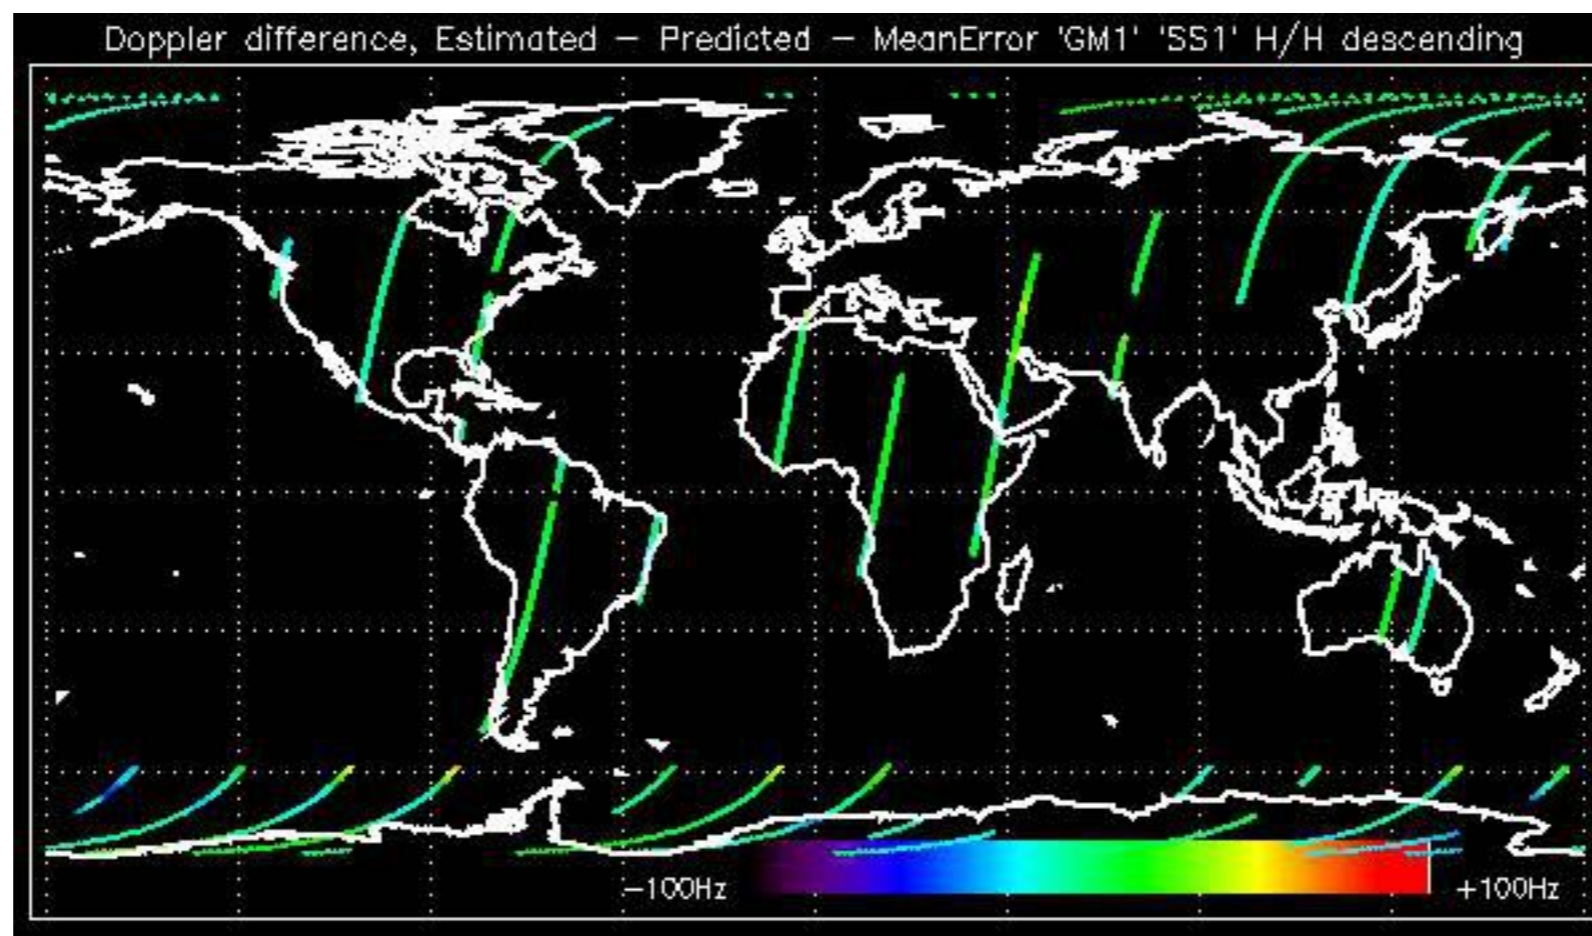 Doppler difference, Estimated – Predicted – MeanError 'GM1' 'SS1' H/H descending
-100Hz
+100Hz